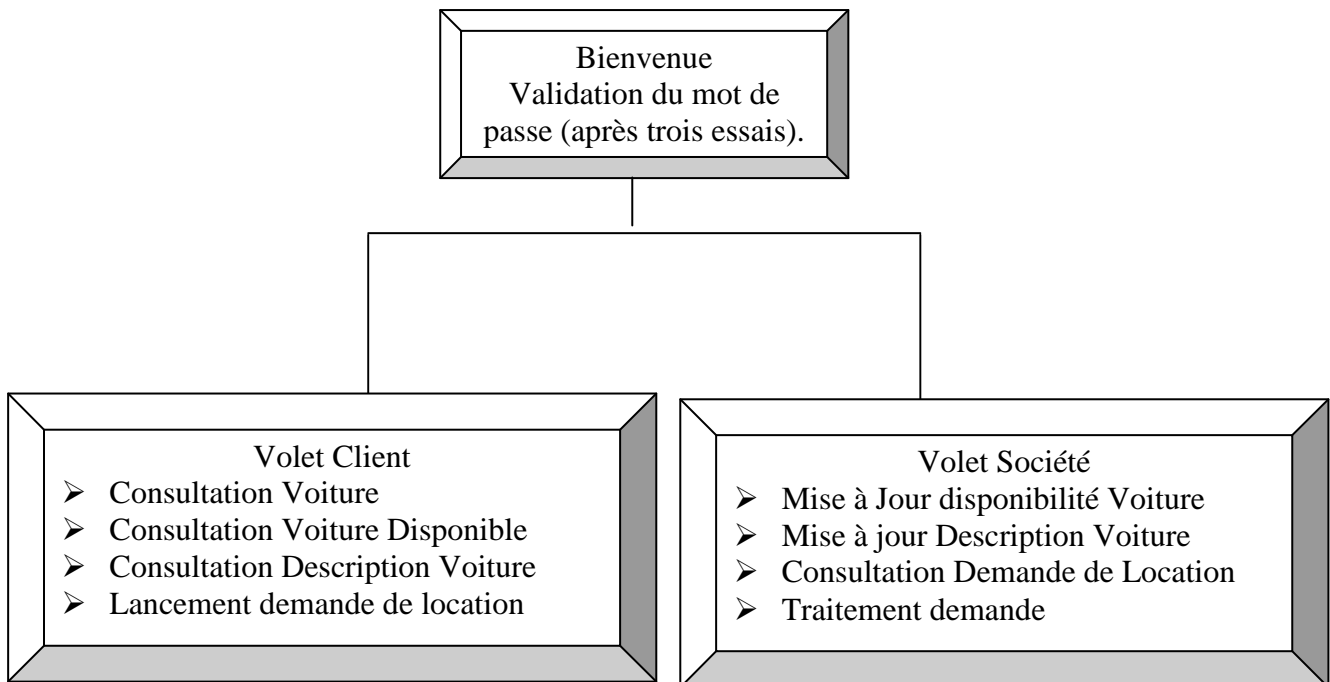 Bienvenue
Validation du mot de
passe (après trois essais).
Volet Client
➢ Consultation Voiture
➢ Consultation Voiture Disponible
➢ Consultation Description Voiture
➢ Lancement demande de location
Volet Société
➢ Mise à Jour disponibilité Voiture
➢ Mise à jour Description Voiture
➢ Consultation Demande de Location
➢ Traitement demande